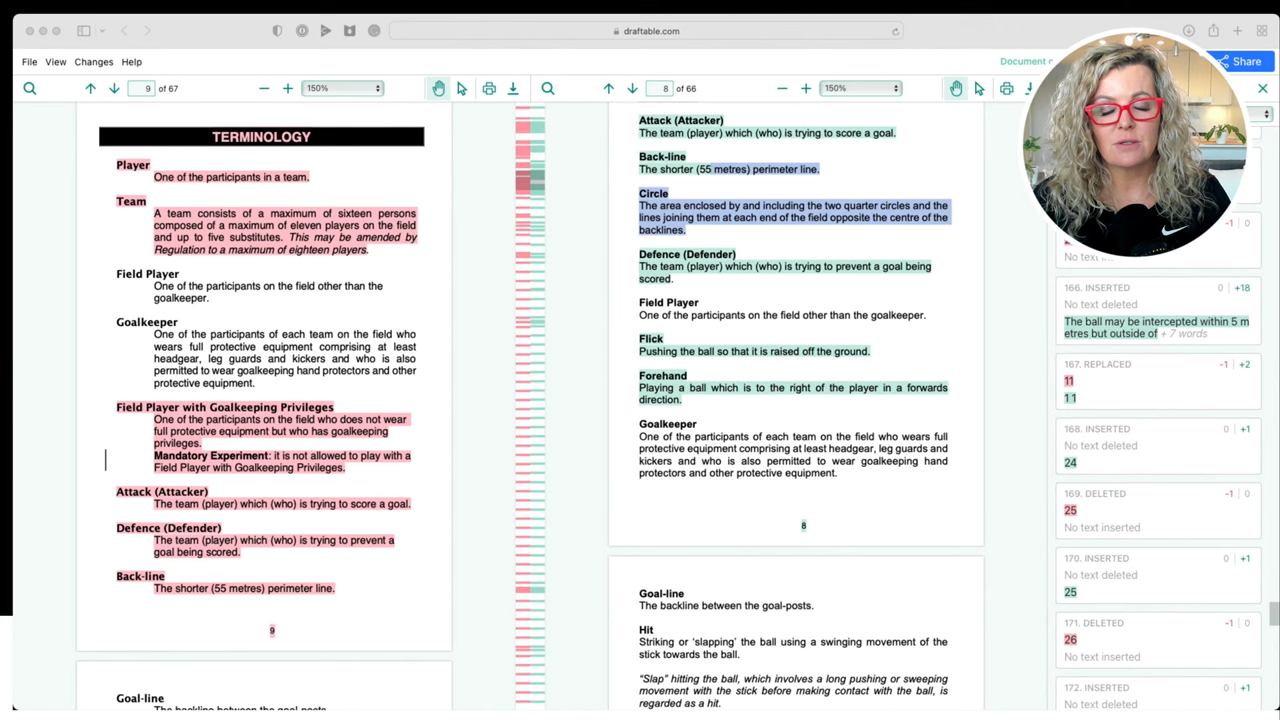 draftable.com
File View Changes Help
Document
Share
9 of 67
150%
8 of 66
150%
TERMINOLOGY
Player
One of the participants in a team.
Team
A team consists of a maximum of sixteen persons
composed of a maximum of eleven players on the field
and up to five substitutes. This may be amended by
Regulation to a maximum of eighteen players.
Field Player
One of the participants on the field other than the
goalkeeper.
Goalkeeper
One of the participants of each team on the field who
wears full protective equipment comprising at least
headgear, leg guards and kickers and who is also
permitted to wear goalkeeping hand protectors and other
protective equipment.
Field Player with Goalkeeping Privileges
One of the participants on the field who does not wear
full protective equipment but who has goalkeeping
privileges.
Mandatory Experiment: it is not allowed to play with a
Field Player with Goalkeeping Privileges.
Attack (Attacker)
The team (player) which (who) is trying to score a goal.
Defence (Defender)
The team (player) which (who) is trying to prevent a
goal being scored.
Back-line
The shorter (55 metres) perimeter line.
9
Goal-line
The backline between the goal-posts.
Attack (Attacker)
The team (player) which (who) is trying to score a goal.
Back-line
The shorter (55 metres) perimeter line.
Circle
The area enclosed by and including the two quarter circles and the
lines joining them at each end of the field opposite the centre of the
backlines.
Defence (Defender)
The team (player) which (who) is trying to prevent a goal being
scored.
Field Player
One of the participants on the field other than the goalkeeper.
Flick
Pushing the ball so that it is raised off the ground.
Forehand
Playing a ball which is to the right of the player in a forwards
direction.
Goalkeeper
One of the participants of each team on the field who wears full
protective equipment comprising at least headgear, leg guards and
kickers and who is also permitted to wear goalkeeping hand
protectors and other protective equipment.
8
Goal-line
The backline between the goal-posts.
Hit
Striking or ‘slapping’ the ball using a swinging movement of the
stick towards the ball.
“Slap” hitting the ball, which involves a long pushing or sweeping
movement with the stick before making contact with the ball, is
regarded as a hit.
-1 0
166. INSERTED 0 +18
No text deleted
The ball may be intercepted within
etres but outside of + 7 words
167. REPLACED -1 +2
11
1 1
168. INSERTED 0 +1
No text deleted
24
169. DELETED -1 0
25
No text inserted
170. INSERTED 0 +1
No text deleted
25
171. DELETED -1 0
26
No text inserted
172. INSERTED 0 +1
No text deleted